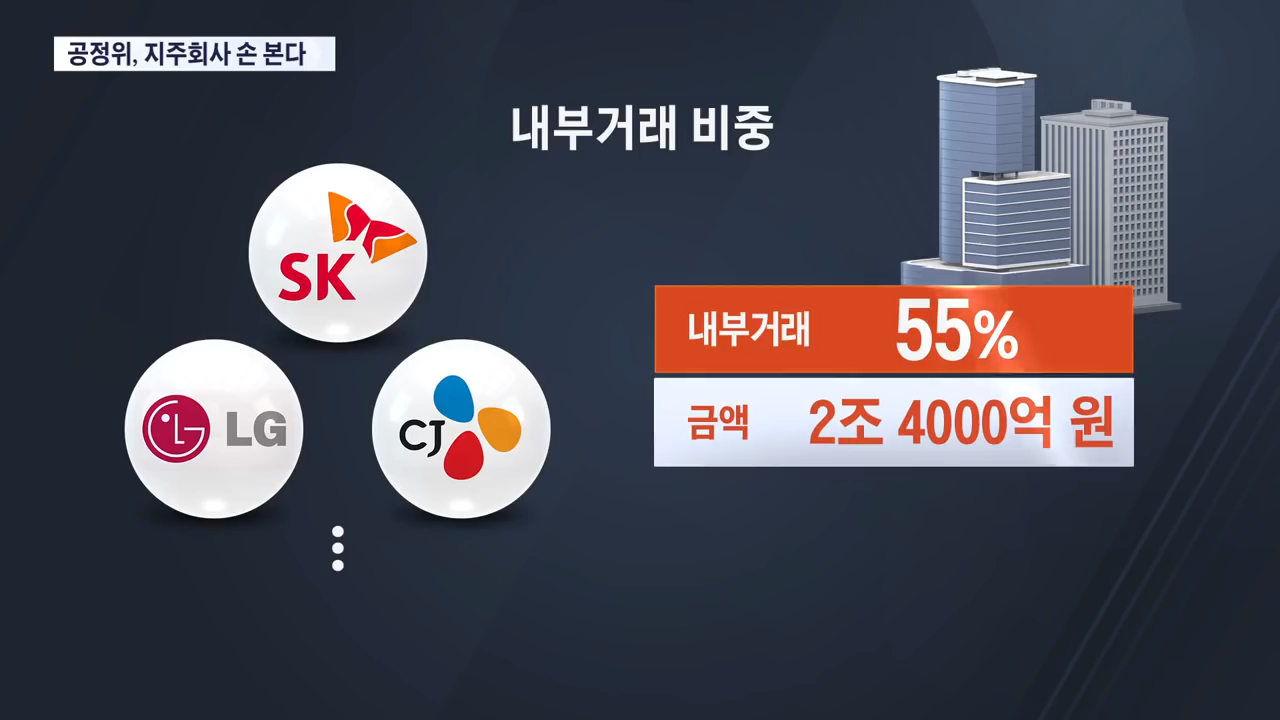 공정위, 지주회사 손 본다
내부거래 비중
SK
LG
CJ
내부거래 55%
금액 2조 4000억 원